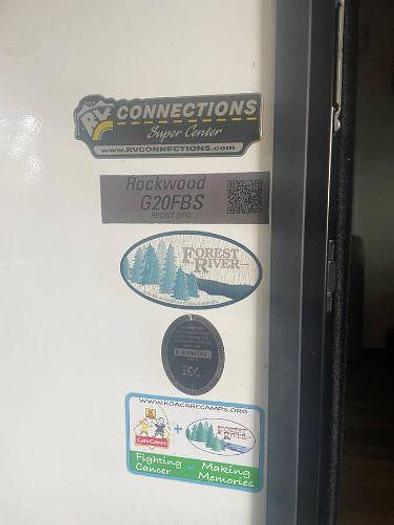 RV CONNECTIONS
Super Center
www.RVCONNECTIONS.com
Rockwood
G20FBS
FRONT BED
FOREST
RIVER
WWW.KOACARECAMPS.ORG
Care Camps
+
FOREST
RIVER
Fighting Cancer - Making Memories